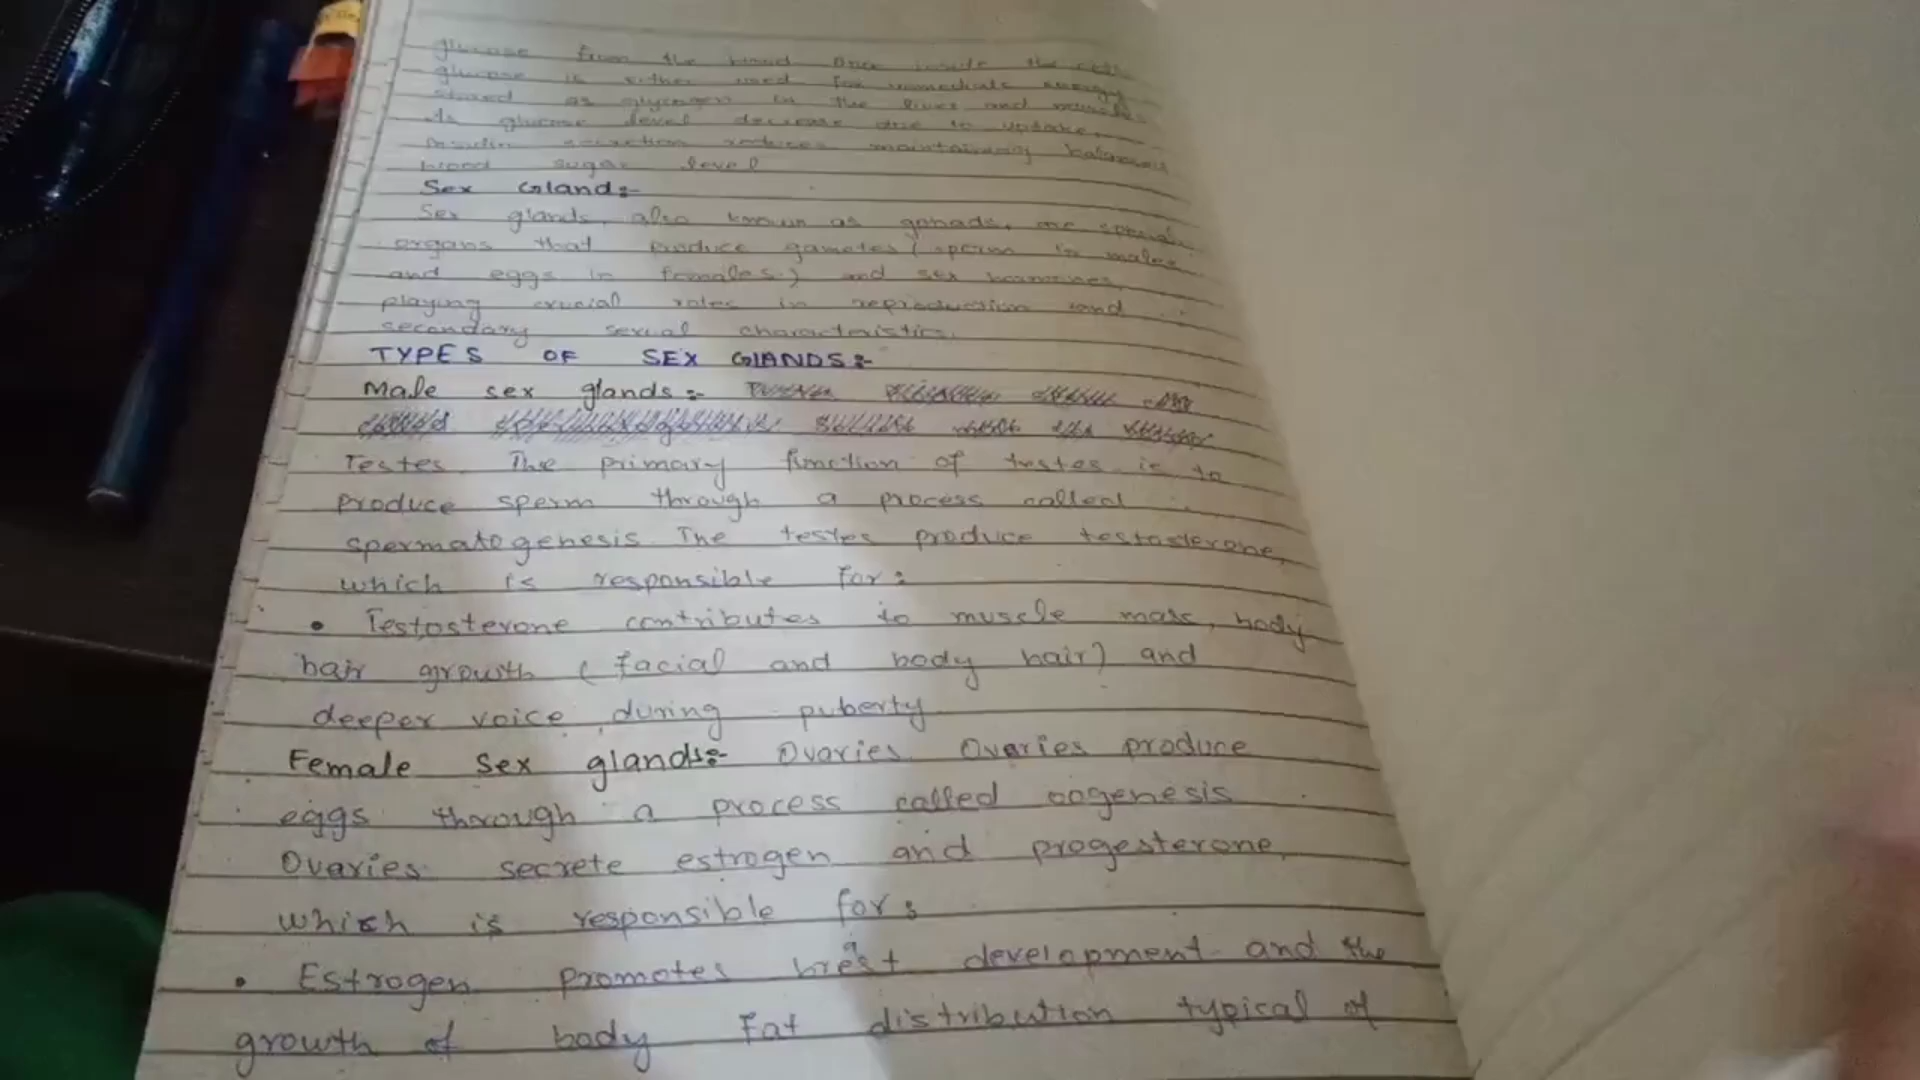 glucose from the blood Once inside the cells
glucose is either used for immediate energy
stored as glycogen in the liver and muscles
As glucose level decrease due to uptake,
Insulin secretion reduces maintaining
blood sugar level
Sex Gland:-
Sex glands, also known as gonads, are
organs that produce gametes (sperm in males
and eggs in females) and sex hormones,
playing crucial roles in reproduction and
secondary sexual characteristics.
TYPES OF SEX GLANDS:-
Male sex glands:-
Testes. The primary function of testes is to
produce sperm through a process called
spermatogenesis. The testes produce testosterone,
which is responsible for:
• Testosterone contributes to muscle mass, body
hair growth (facial and body hair) and
deeper voice during puberty
Female Sex glands:- Ovaries. Ovaries produce
eggs through a process called oogenesis
Ovaries secrete estrogen and progesterone,
which is responsible for:
• Estrogen promotes breast development and the
growth of body fat distribution typical of